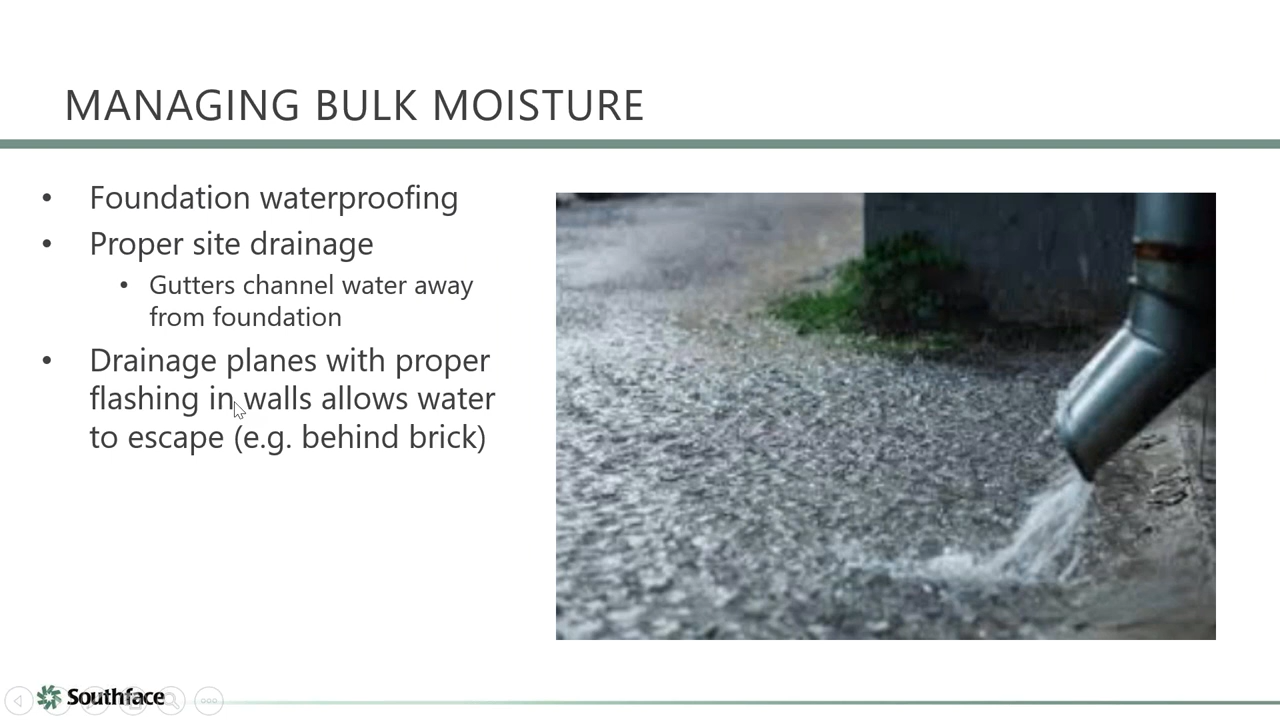 MANAGING BULK MOISTURE
• Foundation waterproofing
• Proper site drainage
• Gutters channel water away
from foundation
• Drainage planes with proper
flashing in walls allows water
to escape (e.g. behind brick)
Southface